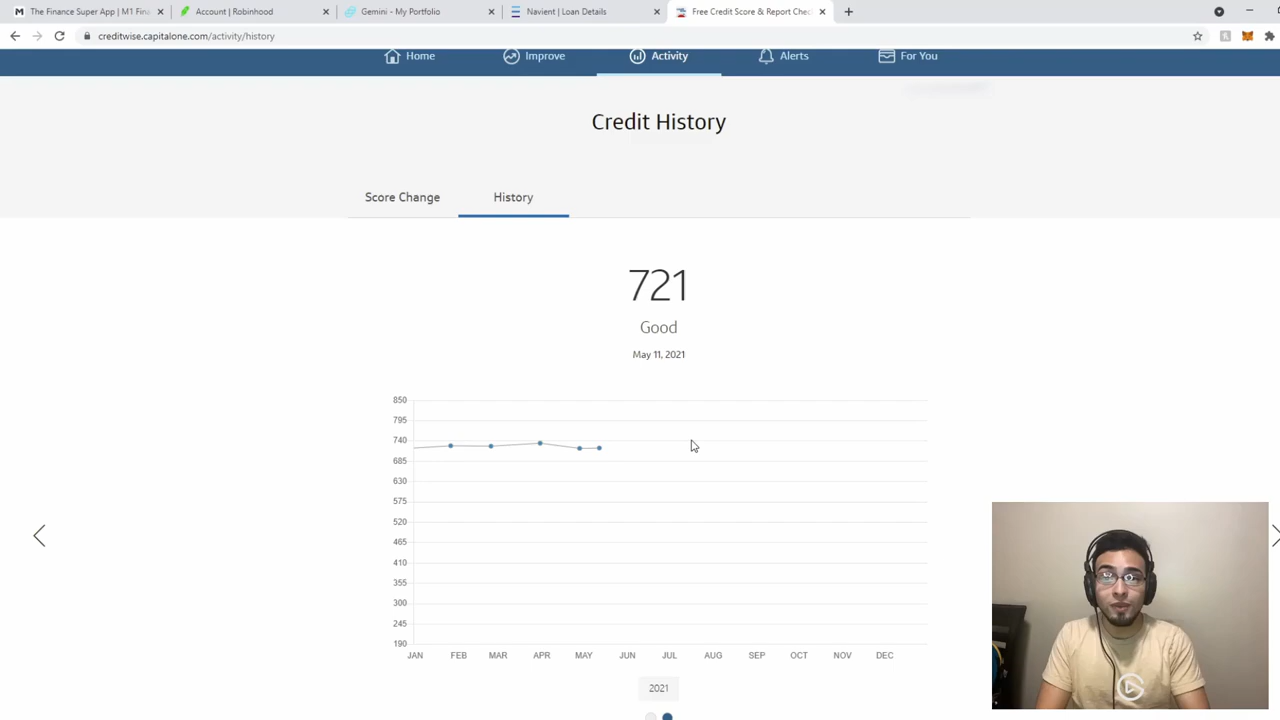 The Finance Super App | M1 Fina
Account | Robinhood
Gemini - My Portfolio
Navient | Loan Details
Free Credit Score & Report Chec
creditwise.capitalone.com/activity/history
Home
Improve
Activity
Alerts
For You
Credit History
Score Change
History
721
Good
May 11, 2021
850
795
740
685
630
575
520
465
410
355
300
245
190
JAN FEB MAR APR MAY JUN JUL AUG SEP OCT NOV DEC
2021